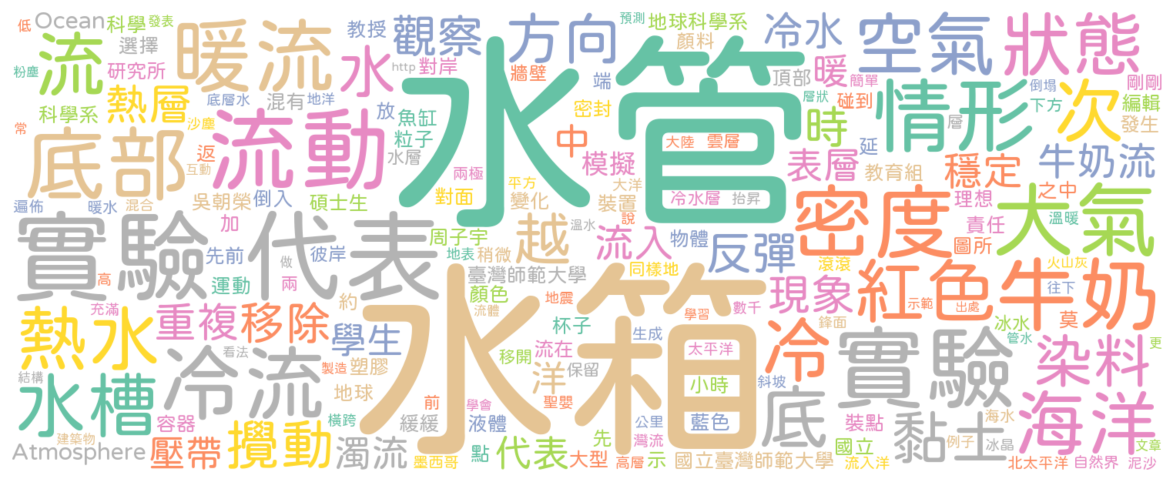 低 Ocean 科學 發表 教授 觀察 方向 預測 地球科學系 冷水 空氣 狀態
粉塵 流 選擇 暖流 水 http 對岸 牆壁 端 顏料 頂部 暖 簡單 倒塌 剛剛
研究所 熱層 底層水 地洋 放 魚缸 水管 密封 中 時 層狀 碰到 情形 下方 次 編輯
科學系 混有 沙塵 粒子 模擬 大陸 雲層 表層 延 層 發生
常 底部 返 流動 水層 兩極 平方 大洋 教育組 穩定 牛奶流
互動 吳朝榮 倒入 碩士生 對面 變化 裝置 說 冷水層 抬昇 密度 理想 之中 溫暖 大氣
遍佈 暖水 混合 加 越 流入 溫水 物體 反彈 責任 圖所
實驗 代表 先前 彼岸 周子宇 地表 稍微 同樣地 滾滾 火山灰
高 運動 做 兩 臺灣師範大學 水箱 現象 紅色 示範 出處 往下 牛奶
充滿 熱水 重複 移除 約 學生 顏色 流體 地震 杯子 數千 學習 鋒面 莫 冰水
看法 冷流 移開 流在 生成 太平洋 冷 實驗 管水 更 染料
結構 水槽 製造 塑膠 地球 洋 保留 小時 斜坡
容器 橫跨 前 學會 聖嬰 公里 藍色 底 裝點 黏土 海水 海洋
Atmosphere 建築物 壓帶 攪動 濁流 緩緩 墨西哥 液體 點 代表 先 大型 灣流 高層 示 國立 國立臺灣師範大學 流入洋 例子 冰晶 北太平洋 自然界 文章 泥沙